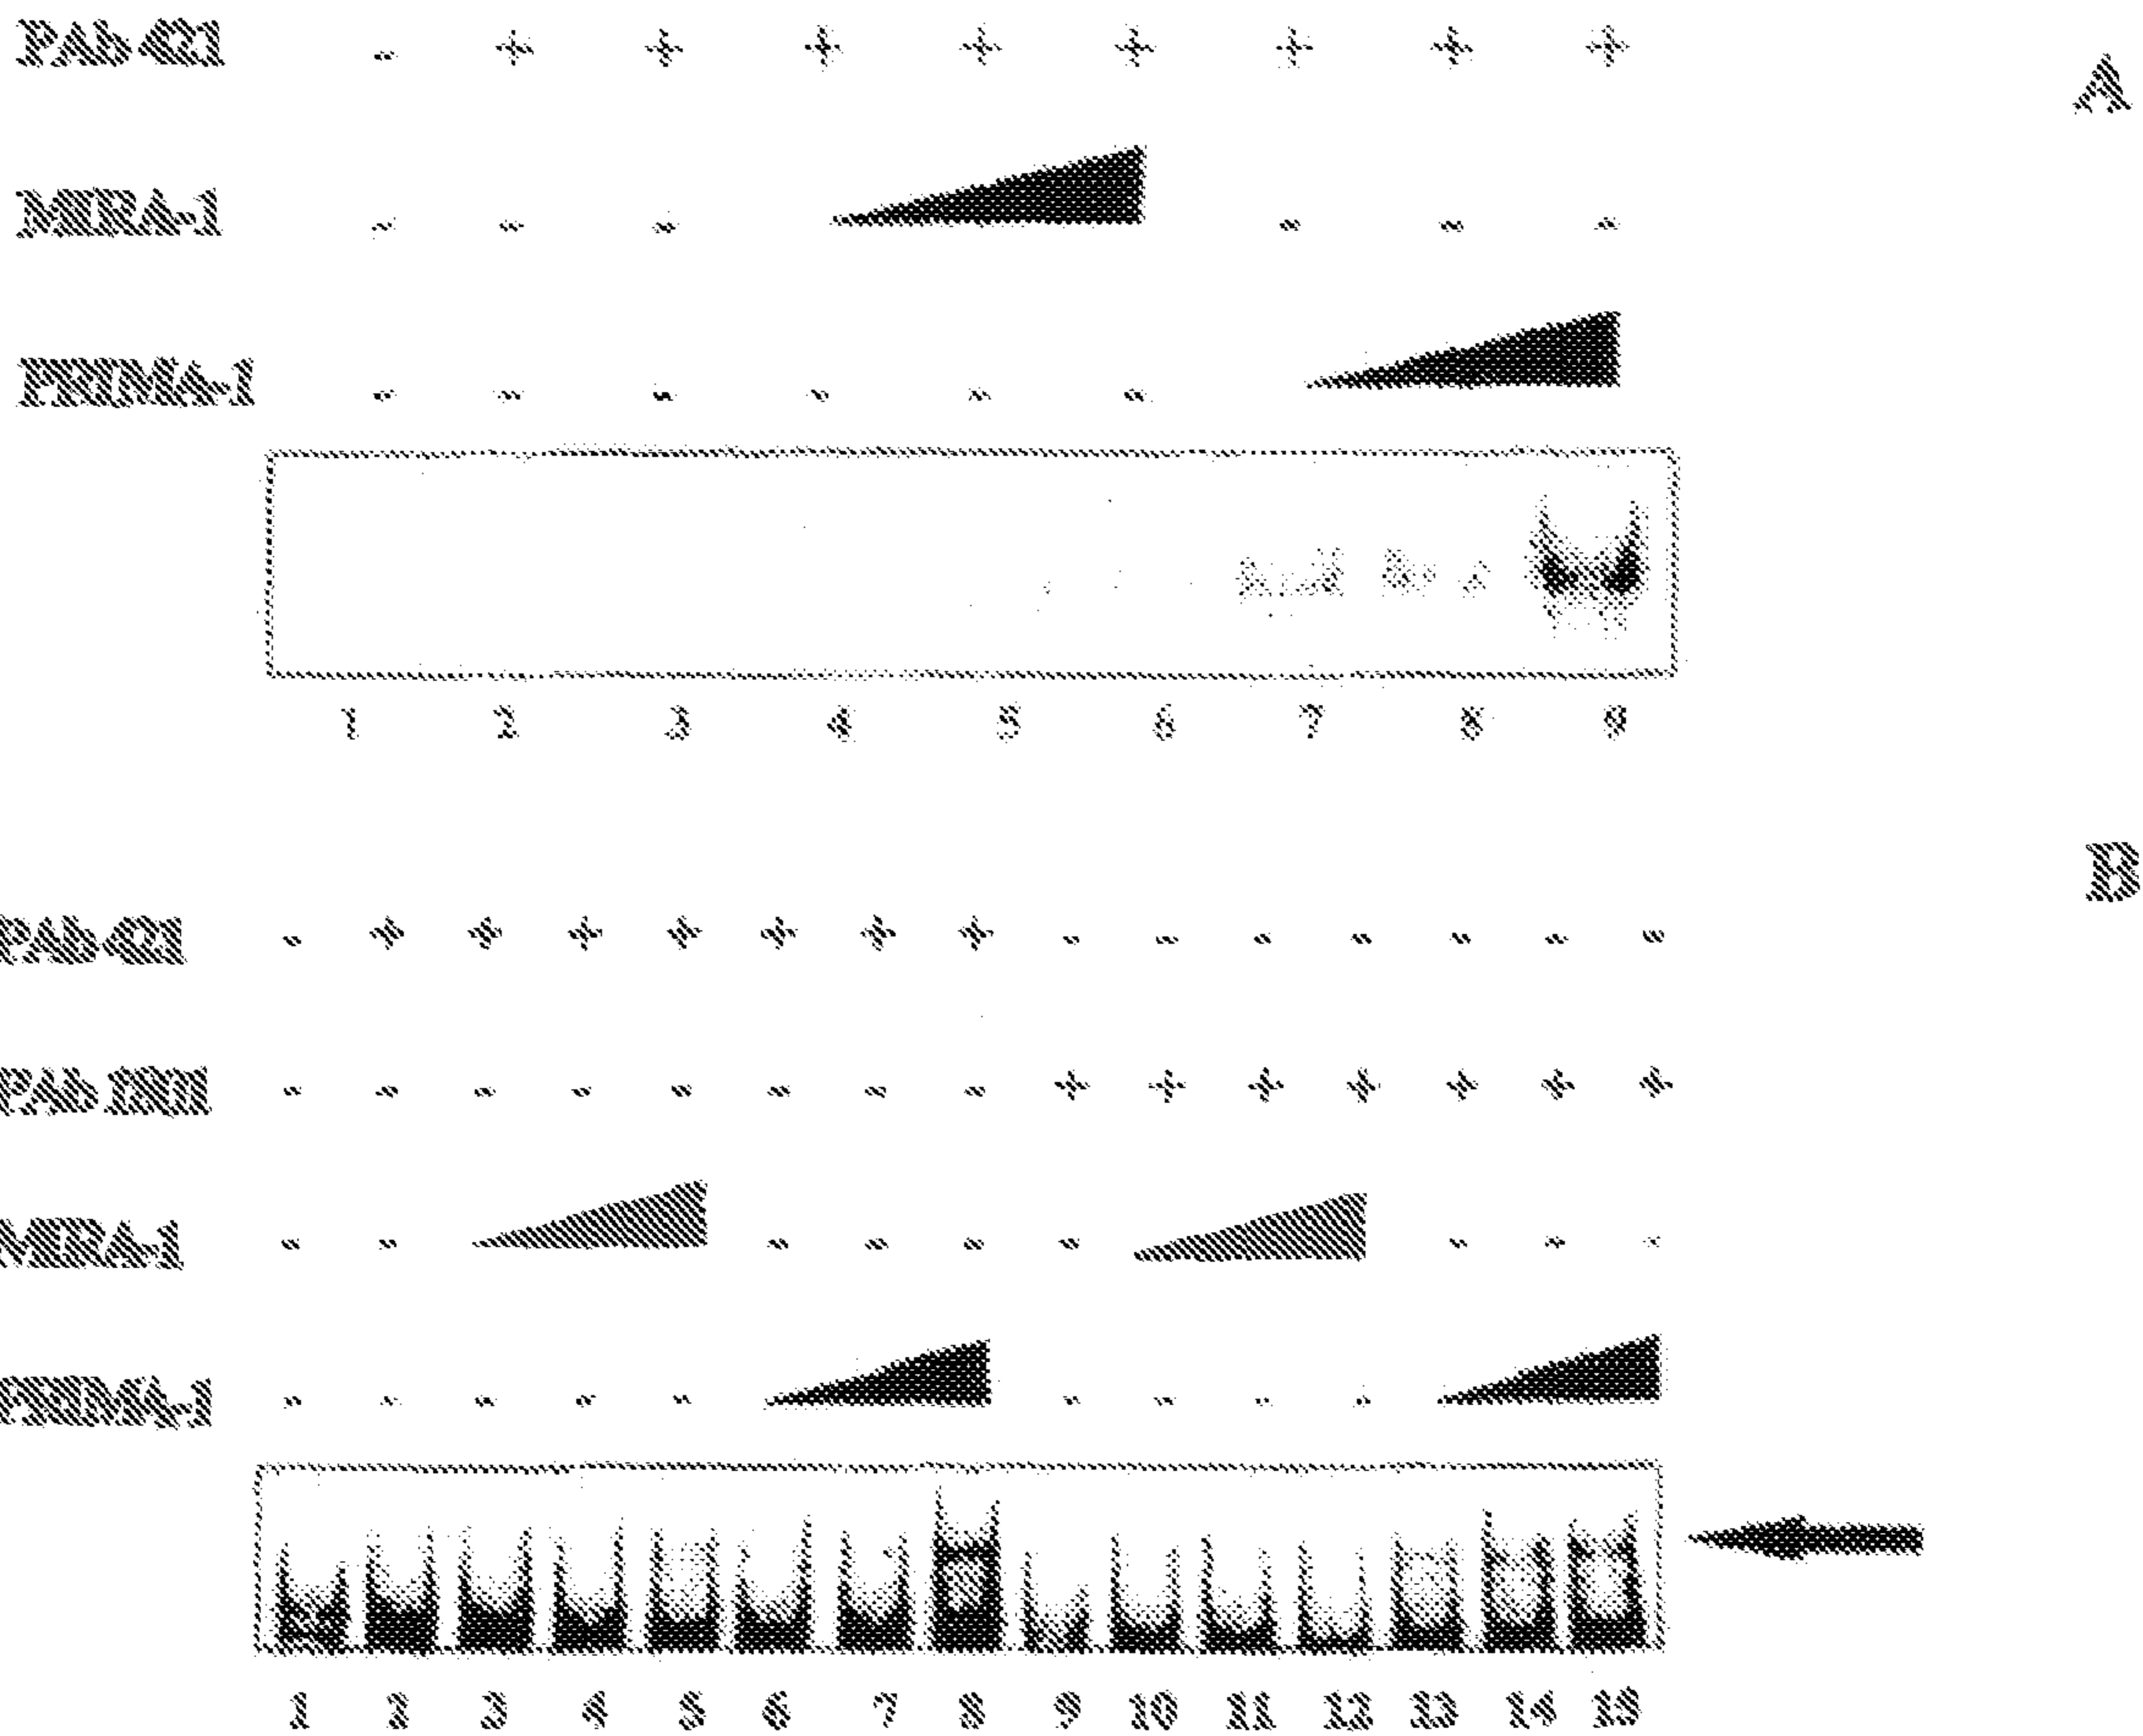 PAb 421 - + + + + + + + +
A
MIRA-1 - - - - - -
PRIMA-1 - - - - - -
1 2 3 4 5 6 7 8 9
B
PAb 421 - + + + + + + + - - - - - - -
PAb 1801 - - - - - - - - + + + + + + +
MIRA-1 - - - - - - - - -
PRIMA-1 - - - - - - - - -
1 2 3 4 5 6 7 8 9 10 11 12 13 14 15